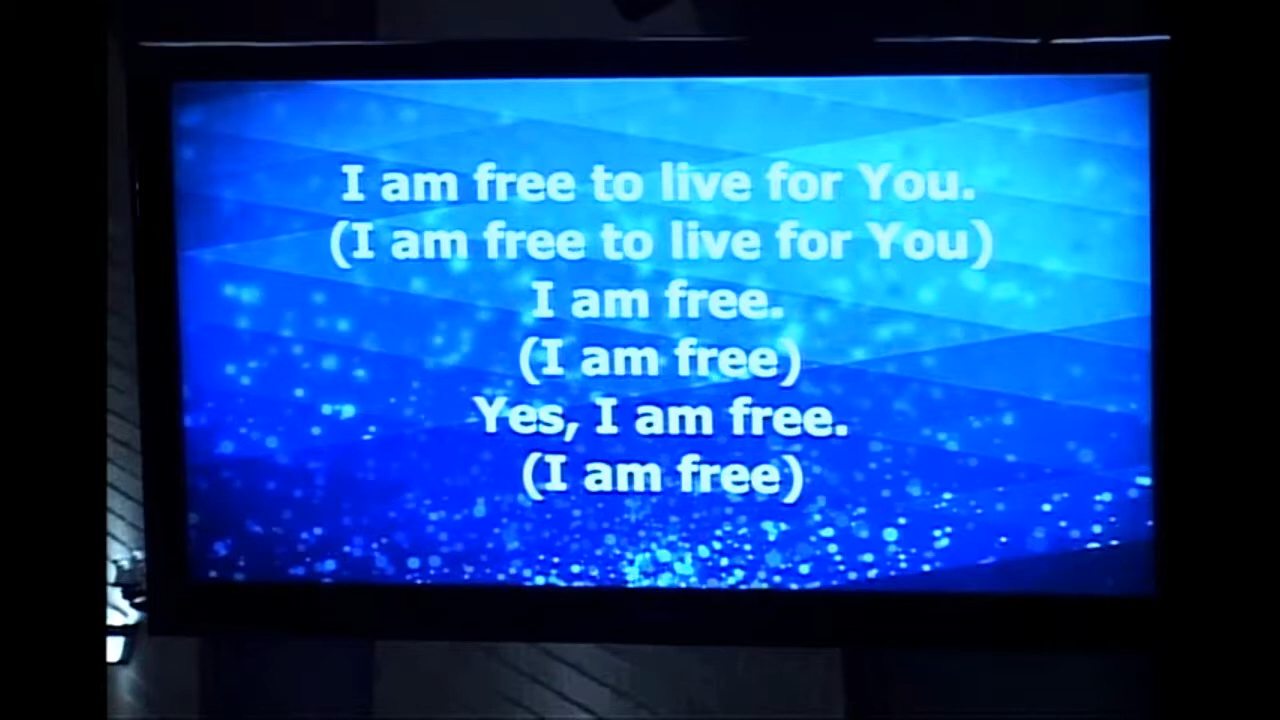 I am free to live for You.
(I am free to live for You)
I am free.
(I am free)
Yes, I am free.
(I am free)